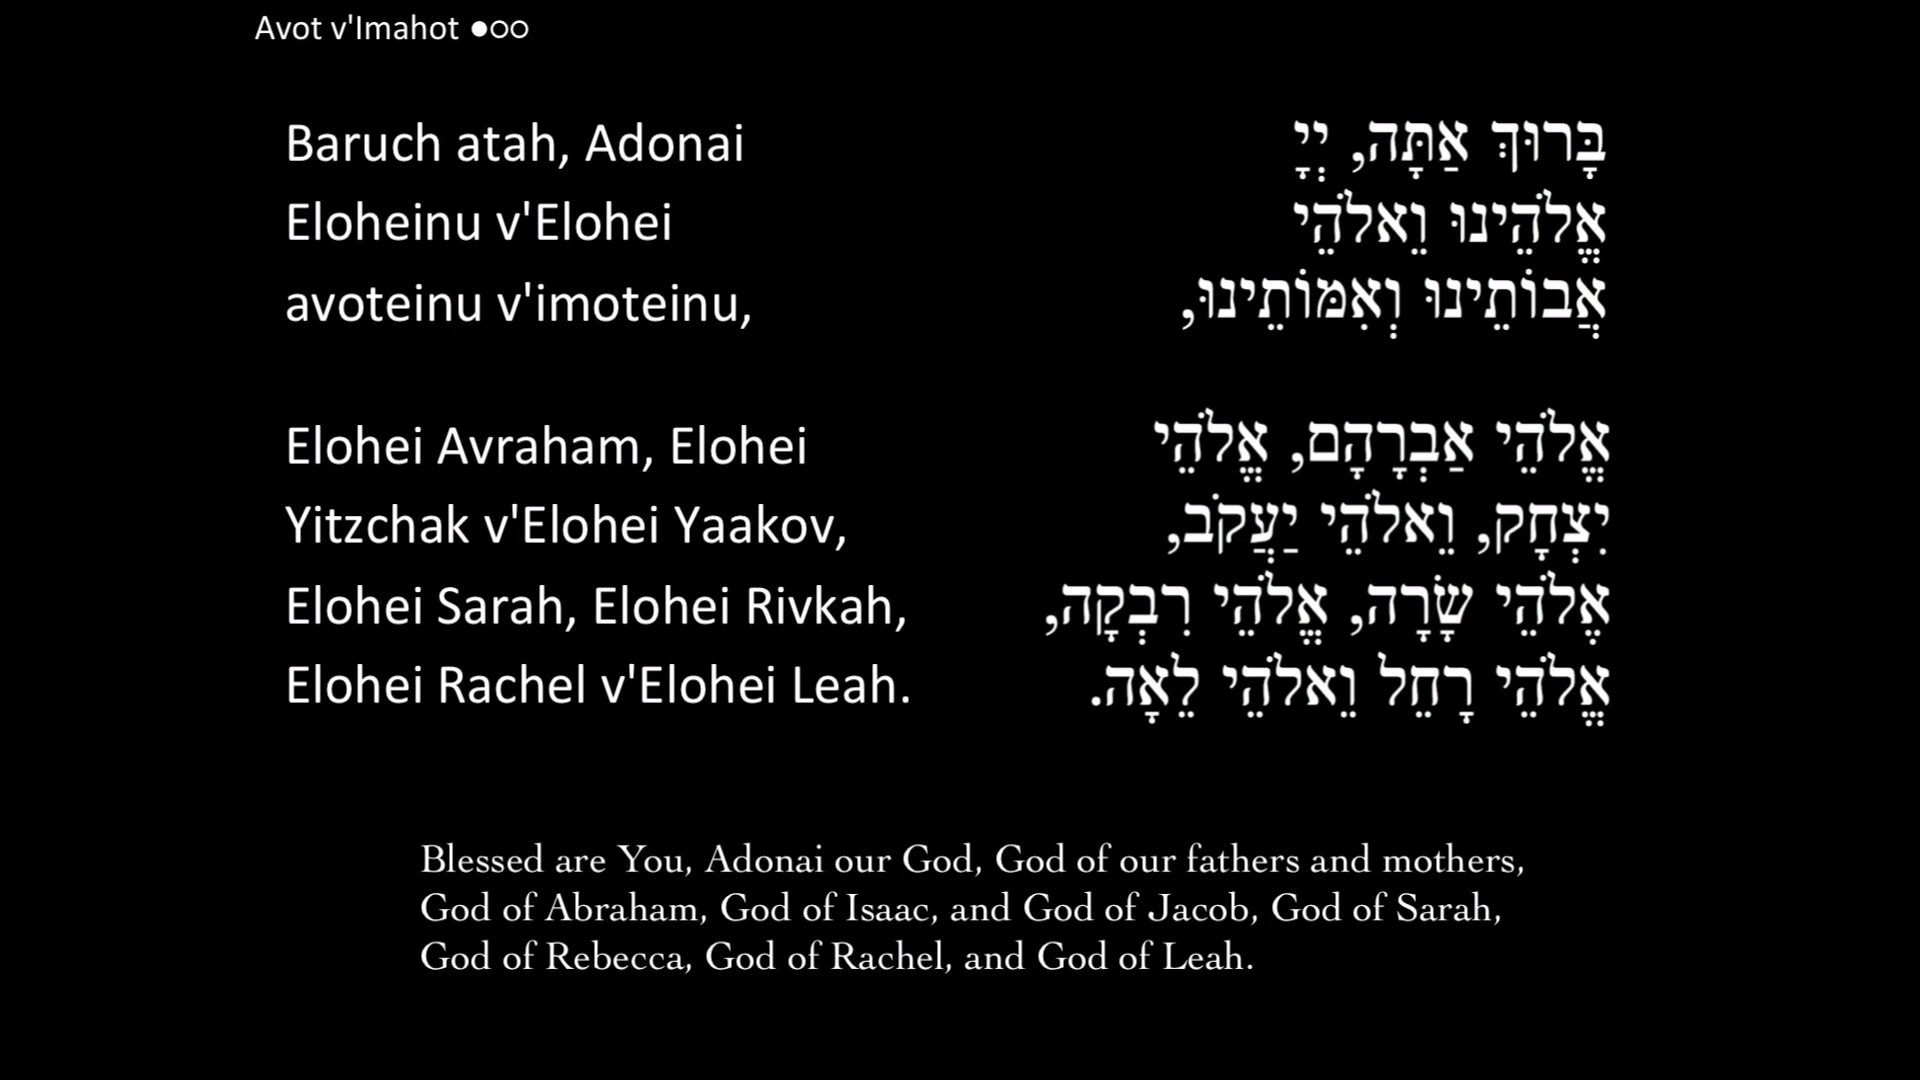 Avot v'Imahot ●○○
Baruch atah, Adonai
Eloheinu v'Elohei
avoteinu v'imoteinu,
Elohei Avraham, Elohei
Yitzchak v'Elohei Yaakov,
Elohei Sarah, Elohei Rivkah,
Elohei Rachel v'Elohei Leah.
בָּרוּךְ אַתָּה, יְיָ
אֱלֹהֵינוּ וֵאלֹהֵי
אֲבוֹתֵינוּ וְאִמּוֹתֵינוּ,
אֱלֹהֵי אַבְרָהָם, אֱלֹהֵי
יִצְחָק, וֵאלֹהֵי יַעֲקֹב,
אֶלֹהֵי שָׂרָה, אֱלֹהֵי רִבְקָה,
אֱלֹהֵי רָחֵל וֵאלֹהֵי לֵאָה.
Blessed are You, Adonai our God, God of our fathers and mothers,
God of Abraham, God of Isaac, and God of Jacob, God of Sarah,
God of Rebecca, God of Rachel, and God of Leah.